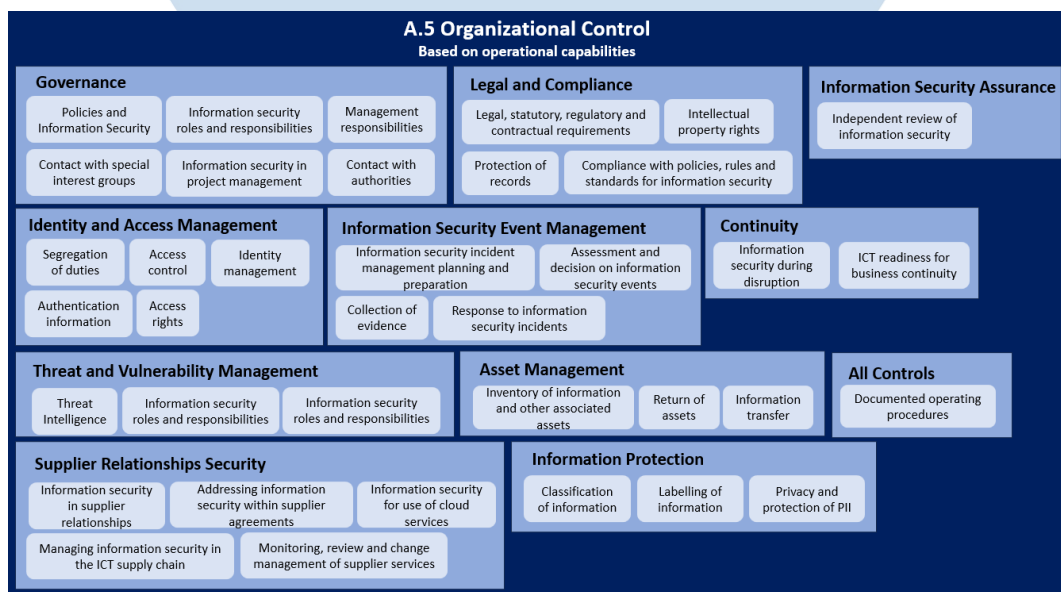 A.5 Organizational Control
Based on operational capabilities
Governance
Policies and
Information Security
Information security
roles and responsibilities
Management
responsibilities
Contact with special
interest groups
Information security in
project management
Contact with
authorities
Legal and Compliance
Legal, statutory, regulatory and
contractual requirements
Intellectual
property rights
Protection of
records
Compliance with policies, rules and
standards for information security
Information Security Assurance
Independent review of
information security
Identity and Access Management
Segregation
of duties
Access
control
Identity
management
Authentication
information
Access
rights
Information Security Event Management
Information security incident
management planning and
preparation
Assessment and
decision on information
security events
Collection of
evidence
Response to information
security incidents
Continuity
Information
security during
disruption
ICT readiness for
business continuity
Threat and Vulnerability Management
Threat
Intelligence
Information security
roles and responsibilities
Information security
roles and responsibilities
Asset Management
Inventory of information
and other associated
assets
Return of
assets
Information
transfer
All Controls
Documented operating
procedures
Supplier Relationships Security
Information security
in supplier
relationships
Addressing information
security within supplier
agreements
Information security
for use of cloud
services
Managing information security in
the ICT supply chain
Monitoring, review and change
management of supplier services
Information Protection
Classification
of information
Labelling of
information
Privacy and
protection of PII